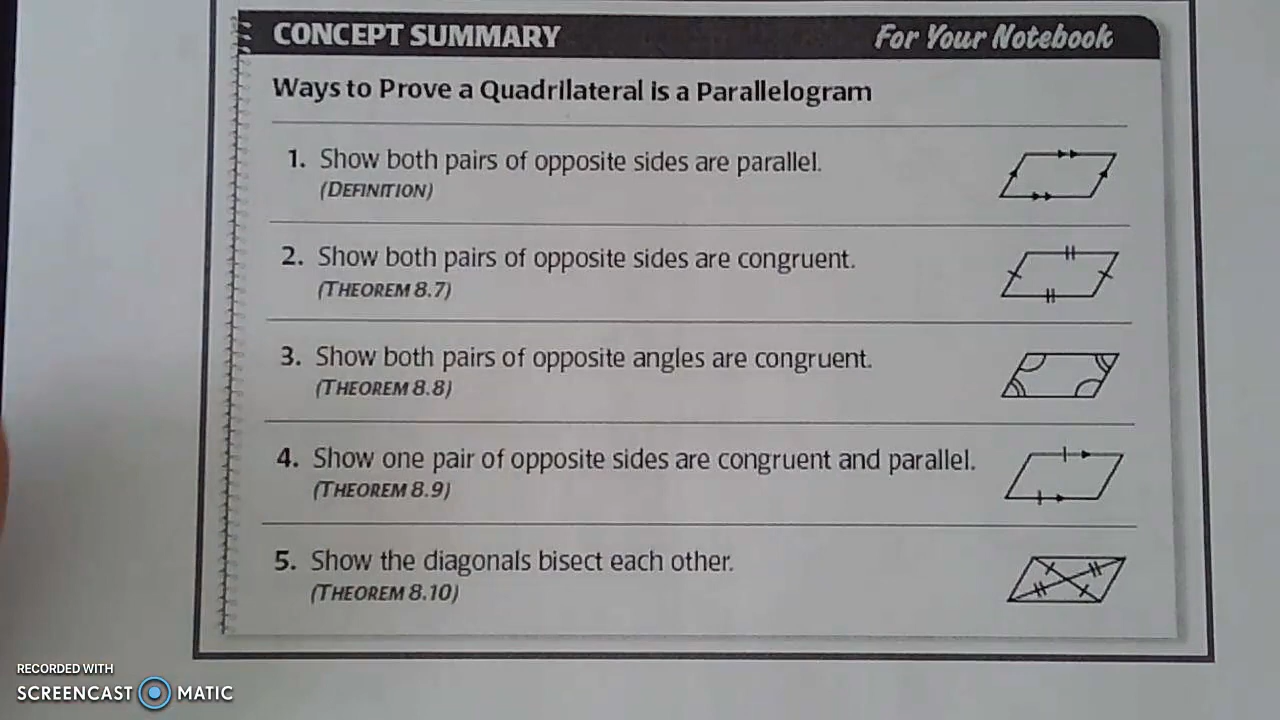 CONCEPT SUMMARY
For Your Notebook
Ways to Prove a Quadrilateral is a Parallelogram
1. Show both pairs of opposite sides are parallel.
(DEFINITION)
2. Show both pairs of opposite sides are congruent.
(THEOREM 8.7)
3. Show both pairs of opposite angles are congruent.
(THEOREM 8.8)
4. Show one pair of opposite sides are congruent and parallel.
(THEOREM 8.9)
5. Show the diagonals bisect each other.
(THEOREM 8.10)
RECORDED WITH
SCREENCAST MATIC